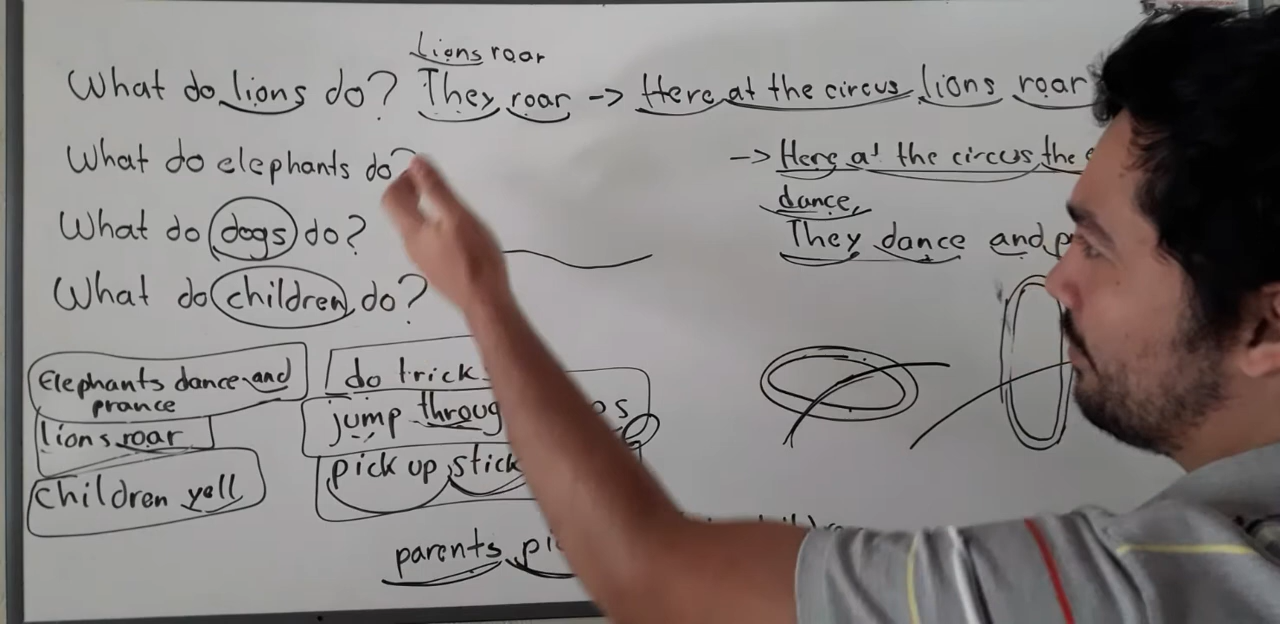 Lions roar
What do lions do? They roar -> Here at the circus lions roar
What do elephants do?
-> Here at the circus, the
dance,
What do dogs do?
They dance and
What do children do?
Elephants dance and
prance
lions roar
Children yell
do trick
jump
pick up stick
parents